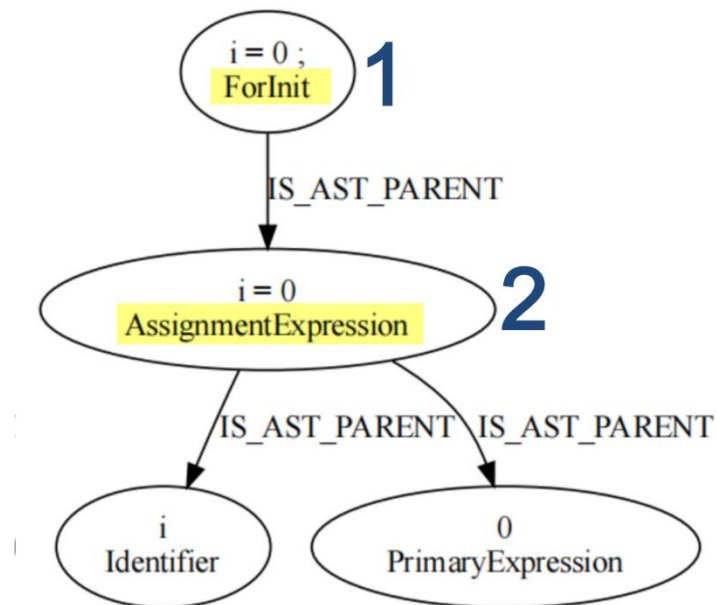 i = 0 ;
ForInit
1
IS_AST_PARENT
i = 0
AssignmentExpression
2
IS_AST_PARENT
IS_AST_PARENT
i
Identifier
0
PrimaryExpression